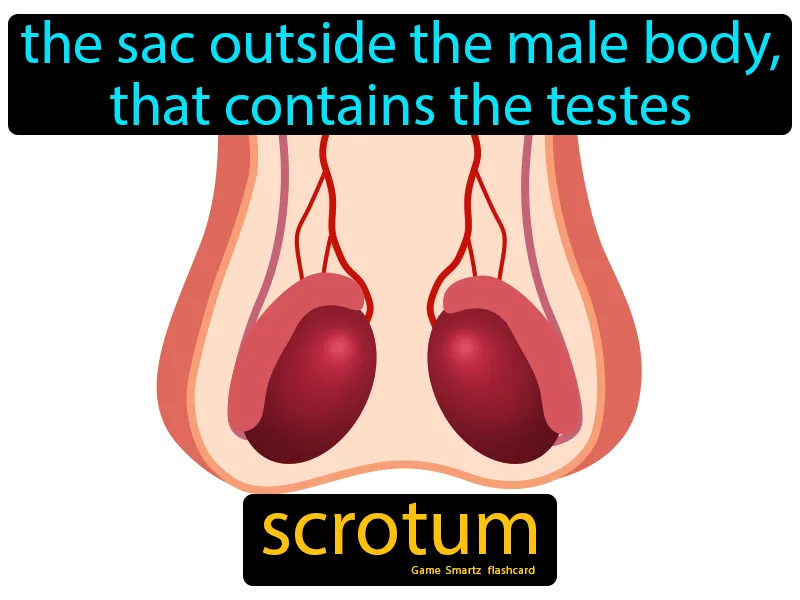 the sac outside the male body,
that contains the testes
scrotum
Game Smartz flashcard